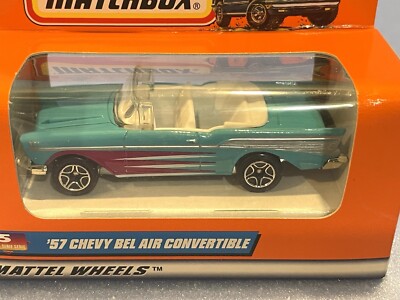 MATCHBOX®
'57 CHEVY BEL AIR CONVERTIBLE
MATTEL WHEELS™